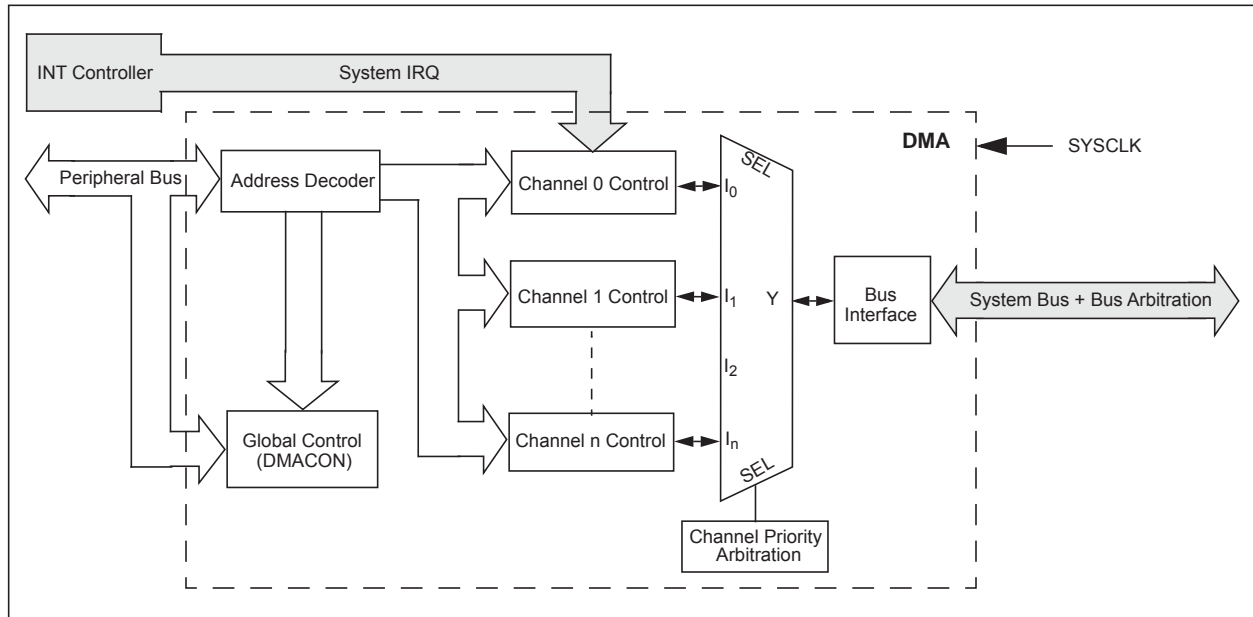 INT Controller
System IRQ
DMA
SYSCLK
Peripheral Bus
Address Decoder
Channel 0 Control
SEL
I0
Channel 1 Control
I1
Y
Bus
Interface
System Bus + Bus Arbitration
I2
Global Control
(DMACON)
Channel n Control
In
SEL
Channel Priority
Arbitration